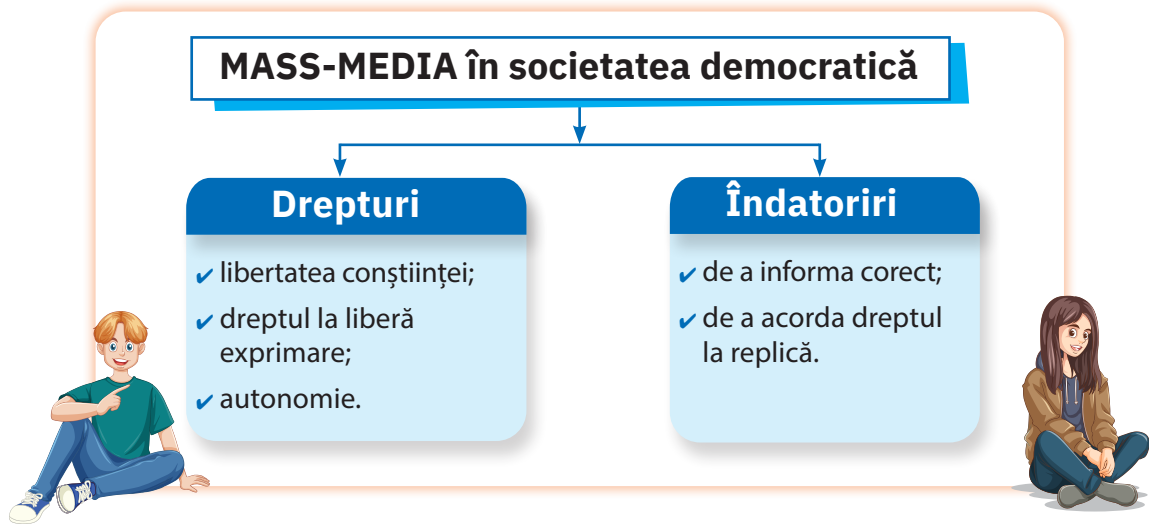 MASS-MEDIA în societatea democratică
Drepturi
✔ libertatea conștiinței;
✔ dreptul la liberă
exprimare;
✔ autonomie.
Îndatoriri
✔ de a informa corect;
✔ de a acorda dreptul
la replică.